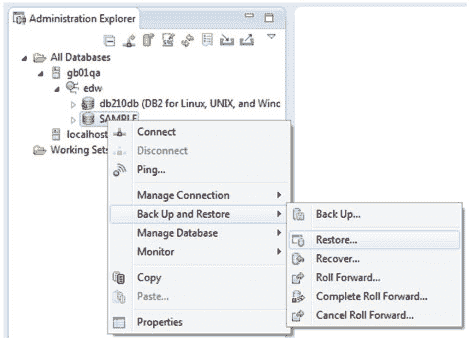 Administration Explorer
All Databases
gb01qa
edw
db210db (DB2 for Linux, UNIX, and Winc
SAMPLE
localhost
Working Sets
Connect
Disconnect
Ping...
Manage Connection
Back Up and Restore
Manage Database
Monitor
Copy
Paste...
Properties
Back Up...
Restore...
Recover...
Roll Forward...
Complete Roll Forward...
Cancel Roll Forward...